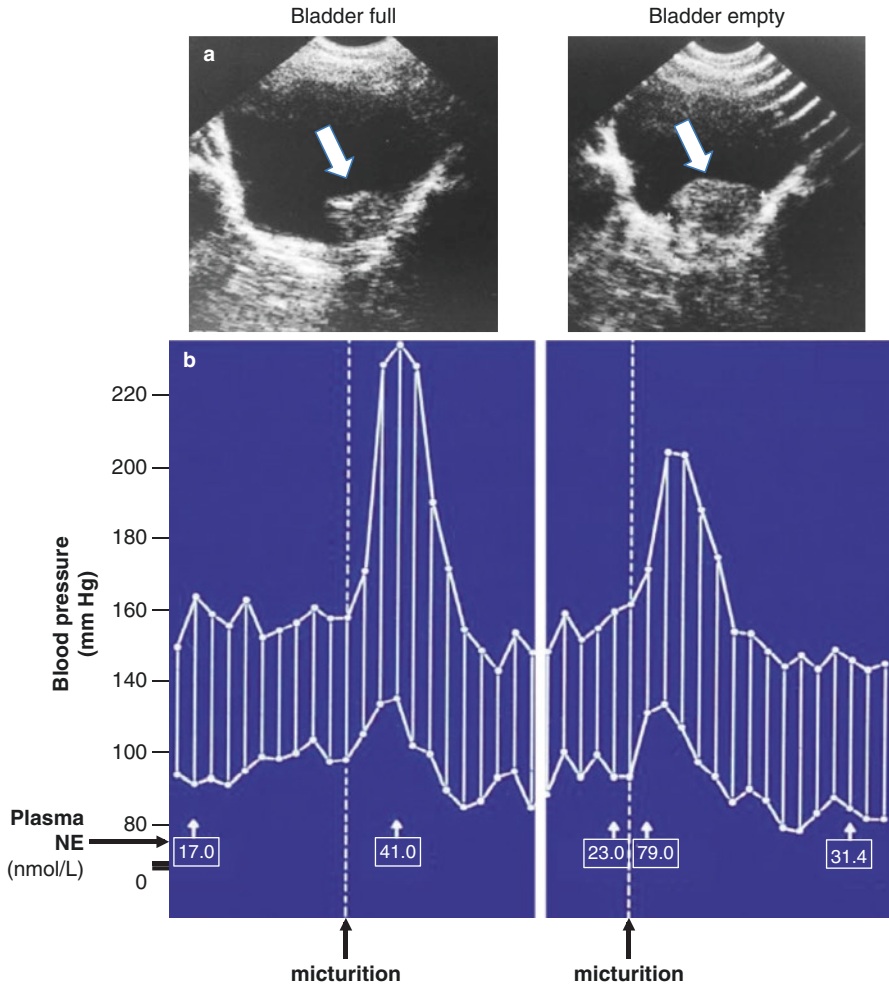 Bladder full
Bladder empty
a
b
220
200
180
160
140
120
100
80
0
Blood pressure
(mm Hg)
Plasma
NE
(nmol/L)
17.0
41.0
23.0
79.0
31.4
micturition
micturition